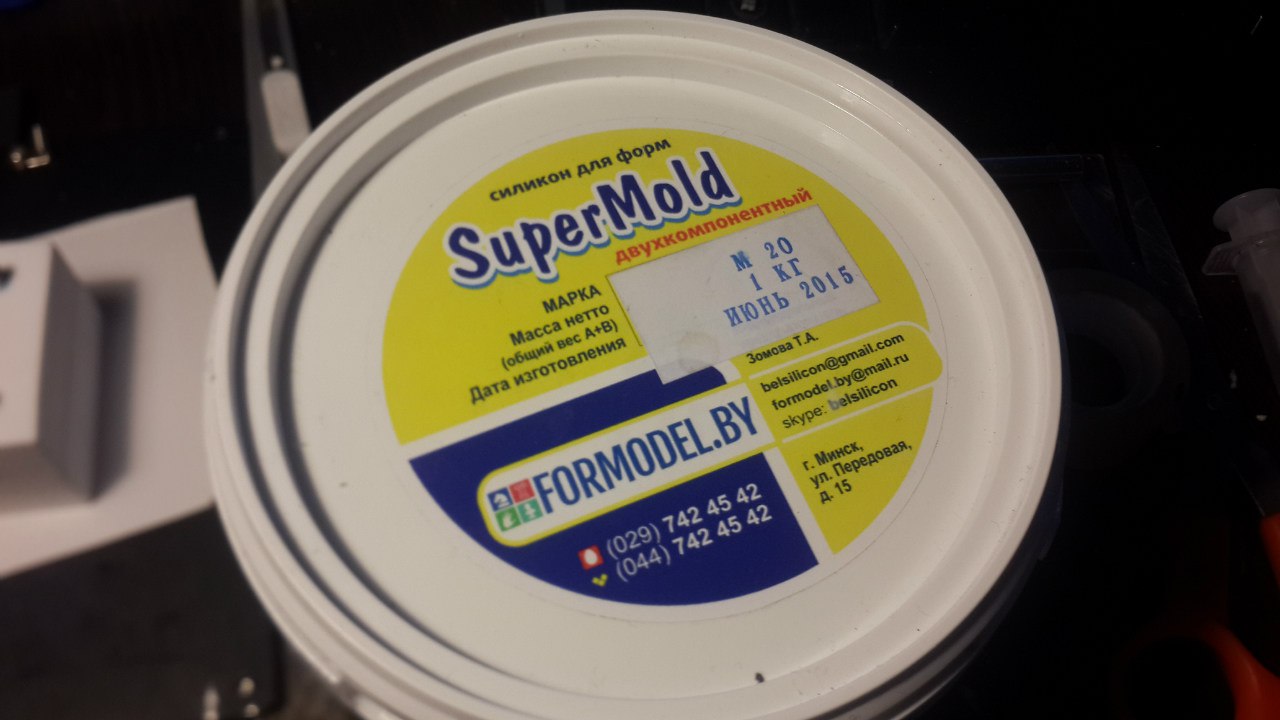 силикон для форм
SuperMold
двухкомпонентный
МАРКА
Масса нетто
(общий вес А+В)
Дата изготовления
М 20
1 КГ
ИЮНЬ 2015
Зомова Т.А.
belsilicon@gmail.com
formodel.by@mail.ru
skype: belsilicon
FORMODEL.BY
(029) 742 45 42
(044) 742 45 42
г. Минск,
ул. Передовая,
д. 15